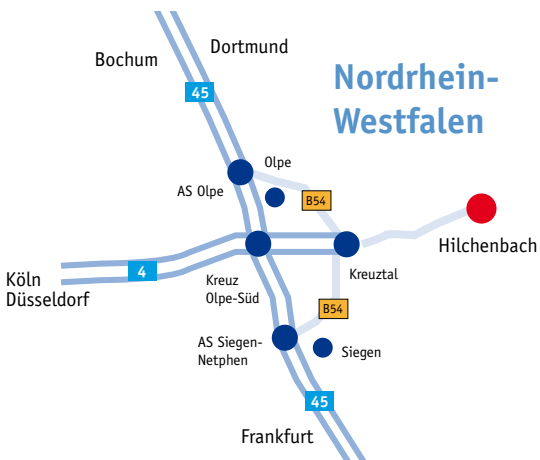 Dortmund
Bochum
Nordrhein-
Westfalen
45
Olpe
AS Olpe
B54
Hilchenbach
4
Köln
Düsseldorf
Kreuz
Olpe-Süd
Kreuztal
B54
AS Siegen-
Netphen
Siegen
45
Frankfurt